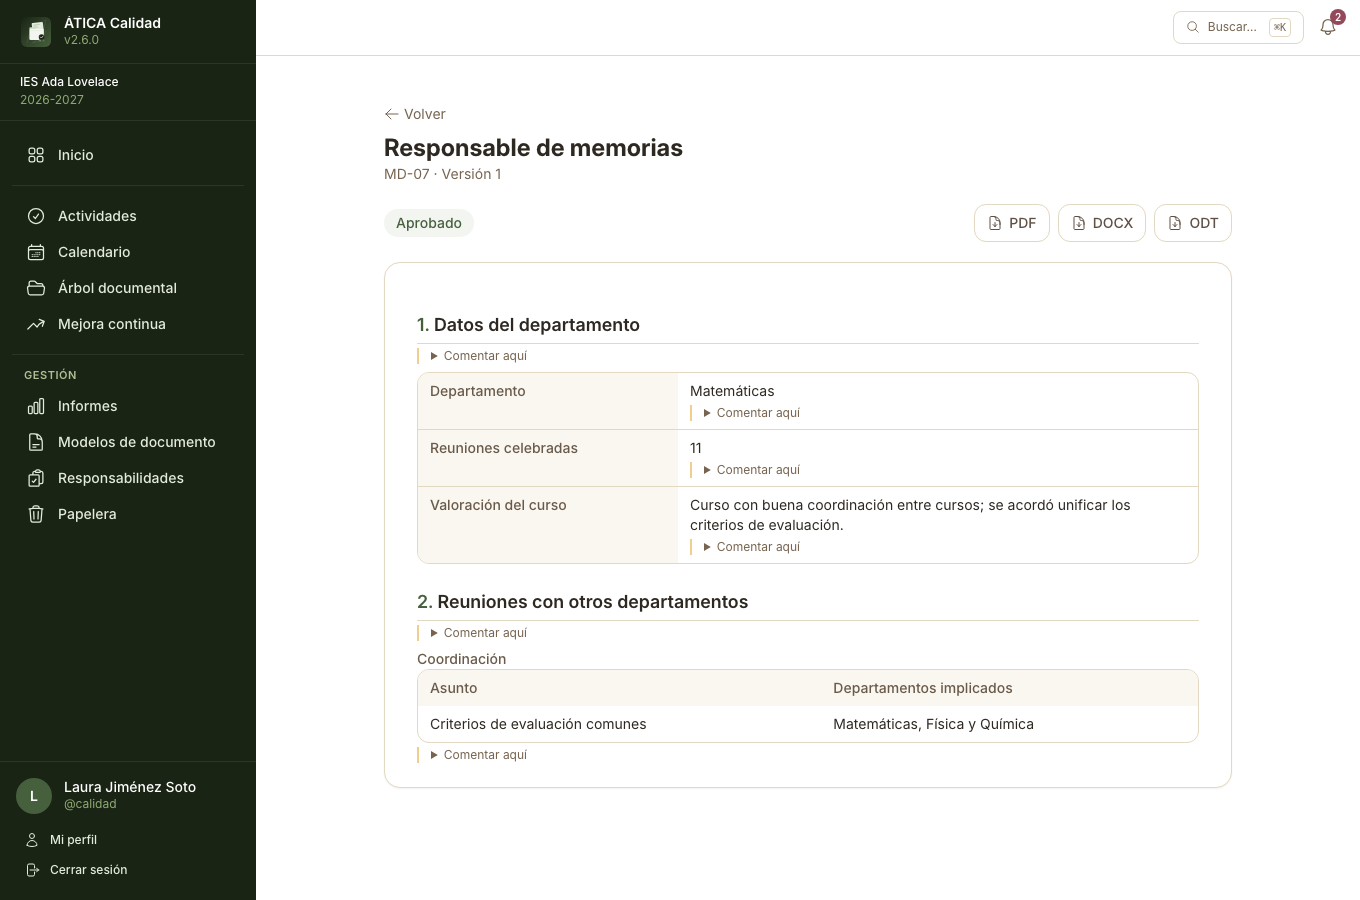 ÁTICA Calidad
v2.6.0
IES Ada Lovelace
2026-2027
Inicio
Actividades
Calendario
Árbol documental
Mejora continua
GESTIÓN
Informes
Modelos de documento
Responsabilidades
Papelera
L
Laura Jiménez Soto
@calidad
Mi perfil
Cerrar sesión
Buscar... ⌘K
2
← Volver
Responsable de memorias
MD-07 · Versión 1
Aprobado
PDF
DOCX
ODT
1. Datos del departamento
Comentar aquí
Departamento
Matemáticas
Comentar aquí
Reuniones celebradas
11
Comentar aquí
Valoración del curso
Curso con buena coordinación entre cursos; se acordó unificar los
criterios de evaluación.
Comentar aquí
2. Reuniones con otros departamentos
Comentar aquí
Coordinación
Asunto
Departamentos implicados
Criterios de evaluación comunes
Matemáticas, Física y Química
Comentar aquí